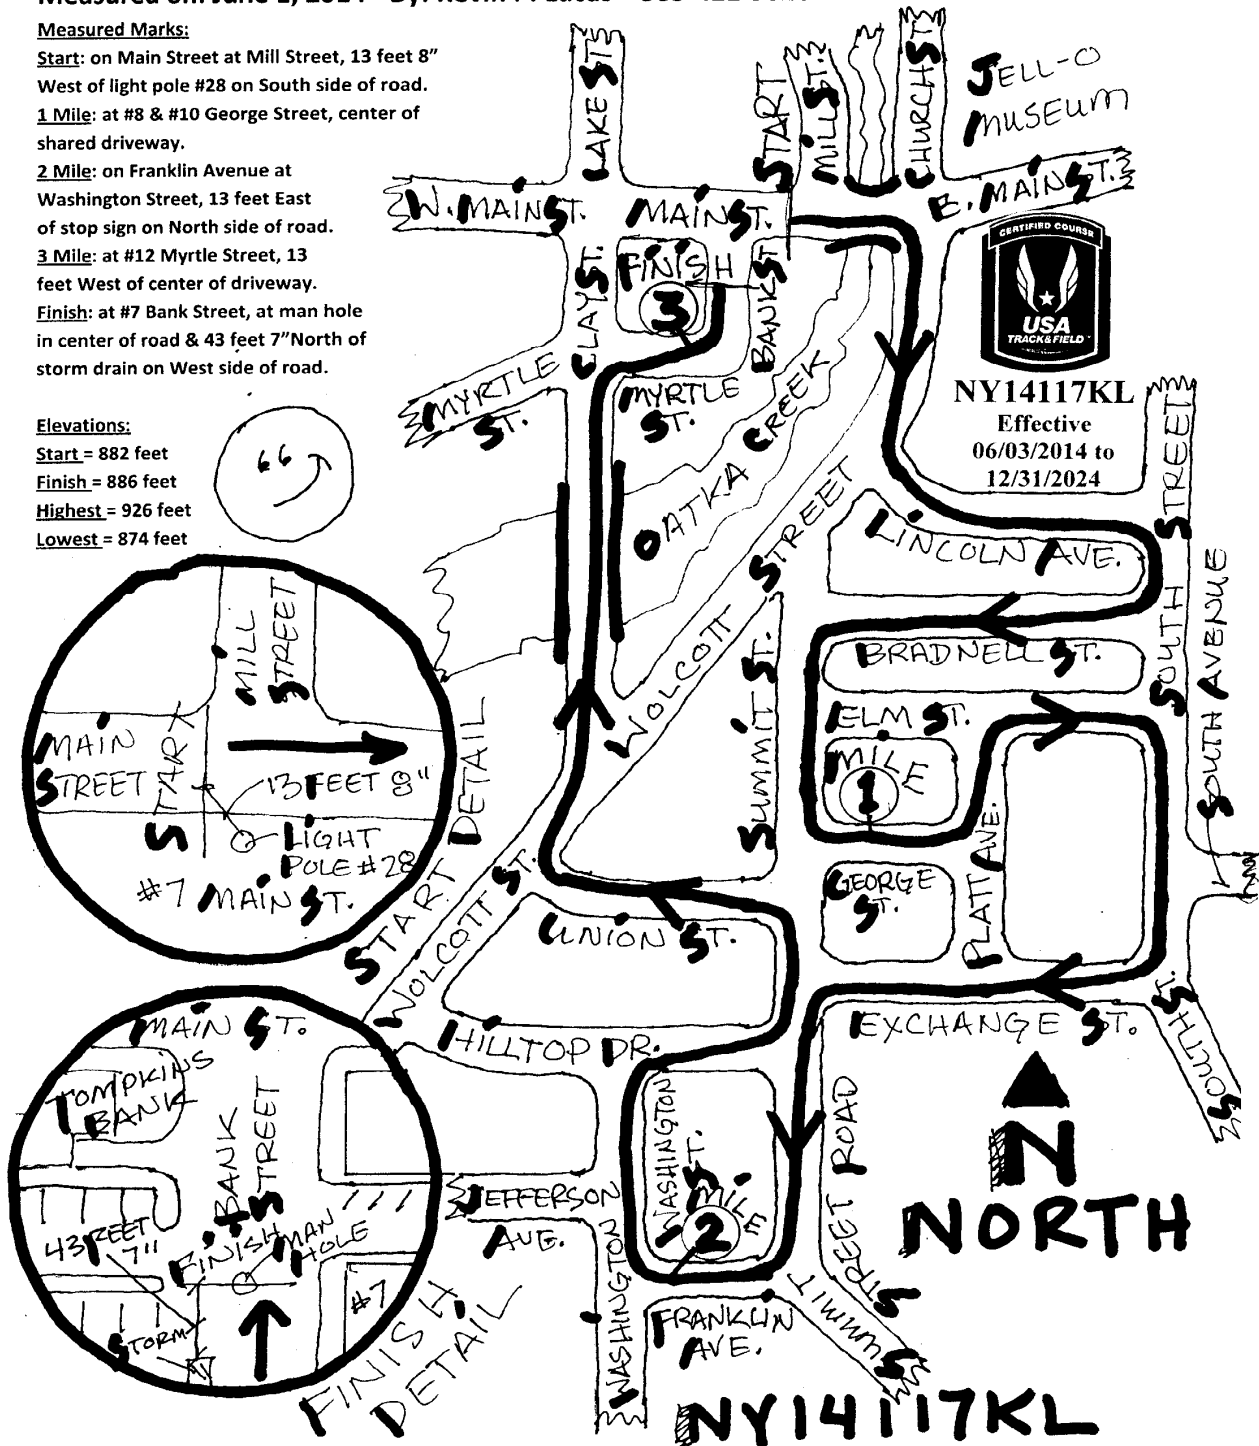 Measured Marks:
Start: on Main Street at Mill Street, 13 feet 8”
West of light pole #28 on South side of road.
1 Mile: at #8 & #10 George Street, center of
shared driveway.
2 Mile: on Franklin Avenue at
Washington Street, 13 feet East
of stop sign on North side of road.
3 Mile: at #12 Myrtle Street, 13
feet West of center of driveway.
Finish: at #7 Bank Street, at man hole
in center of road & 43 feet 7”North of
storm drain on West side of road.
Elevations:
Start = 882 feet
Finish = 886 feet
Highest = 926 feet
Lowest = 874 feet
LAKE ST.
START
MILL ST.
CHURCH ST.
JELL-O
MUSEUM
W. MAIN ST.
MAIN ST.
E. MAIN ST.
CLAY ST.
FINISH
3
BANK ST.
MYRTLE
ST.
MYRTLE
ST.
OATKA CREEK
CERTIFIED COURSE
USA
TRACK&FIELD
NY14117KL
Effective
06/03/2014 to
12/31/2024
SOUTH STREET
LINCOLN AVE.
WOLCOTT STREET
SOUTH AVENUE
BRADNELL ST.
SUMMIT ST.
ELM ST.
MILE
1
GEORGE
ST.
PLATT AVE.
MILL
STREET
MAIN
STREET
START
13 FEET 8"
LIGHT
POLE #28
#7 MAIN ST.
START DETAIL
WOLCOTT ST.
UNION ST.
HILLTOP DR.
EXCHANGE ST.
SOUTH ST.
MAIN ST.
TOMPKINS
BANK
BANK
STREET
43 FEET
7"
FINISH
MAN
HOLE
STORM
#7
FINISH
DETAIL
JEFFERSON
AVE.
WASHINGTON
ST.
MILE
2
WASHINGTON
FRANKLIN
AVE.
SUMMIT
STREET ROAD
N
NORTH
NY14117KL